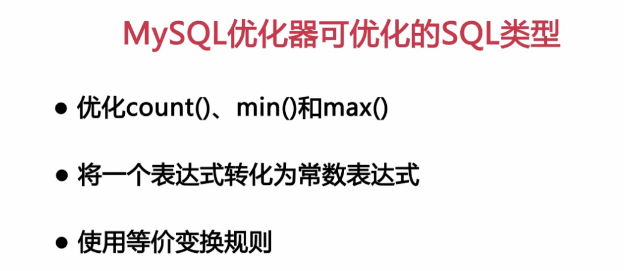 MySQL优化器可优化的SQL类型
● 优化count()、min()和max()
● 将一个表达式转化为常数表达式
● 使用等价变换规则